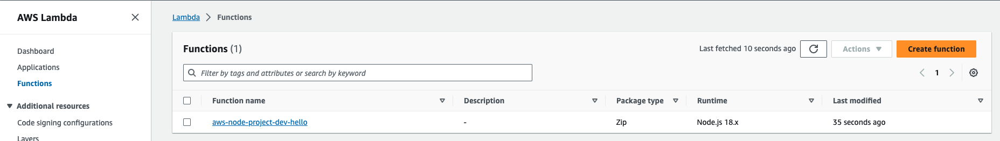 AWS Lambda
Dashboard
Applications
Functions
Additional resources
Code signing configurations
Layers
Lambda Functions
Functions (1)
Last fetched 10 seconds ago
Actions
Create function
Filter by tags and attributes or search by keyword
1
Function name Description Package type Runtime Last modified
aws-node-project-dev-hello - Zip Node.js 18.x 35 seconds ago